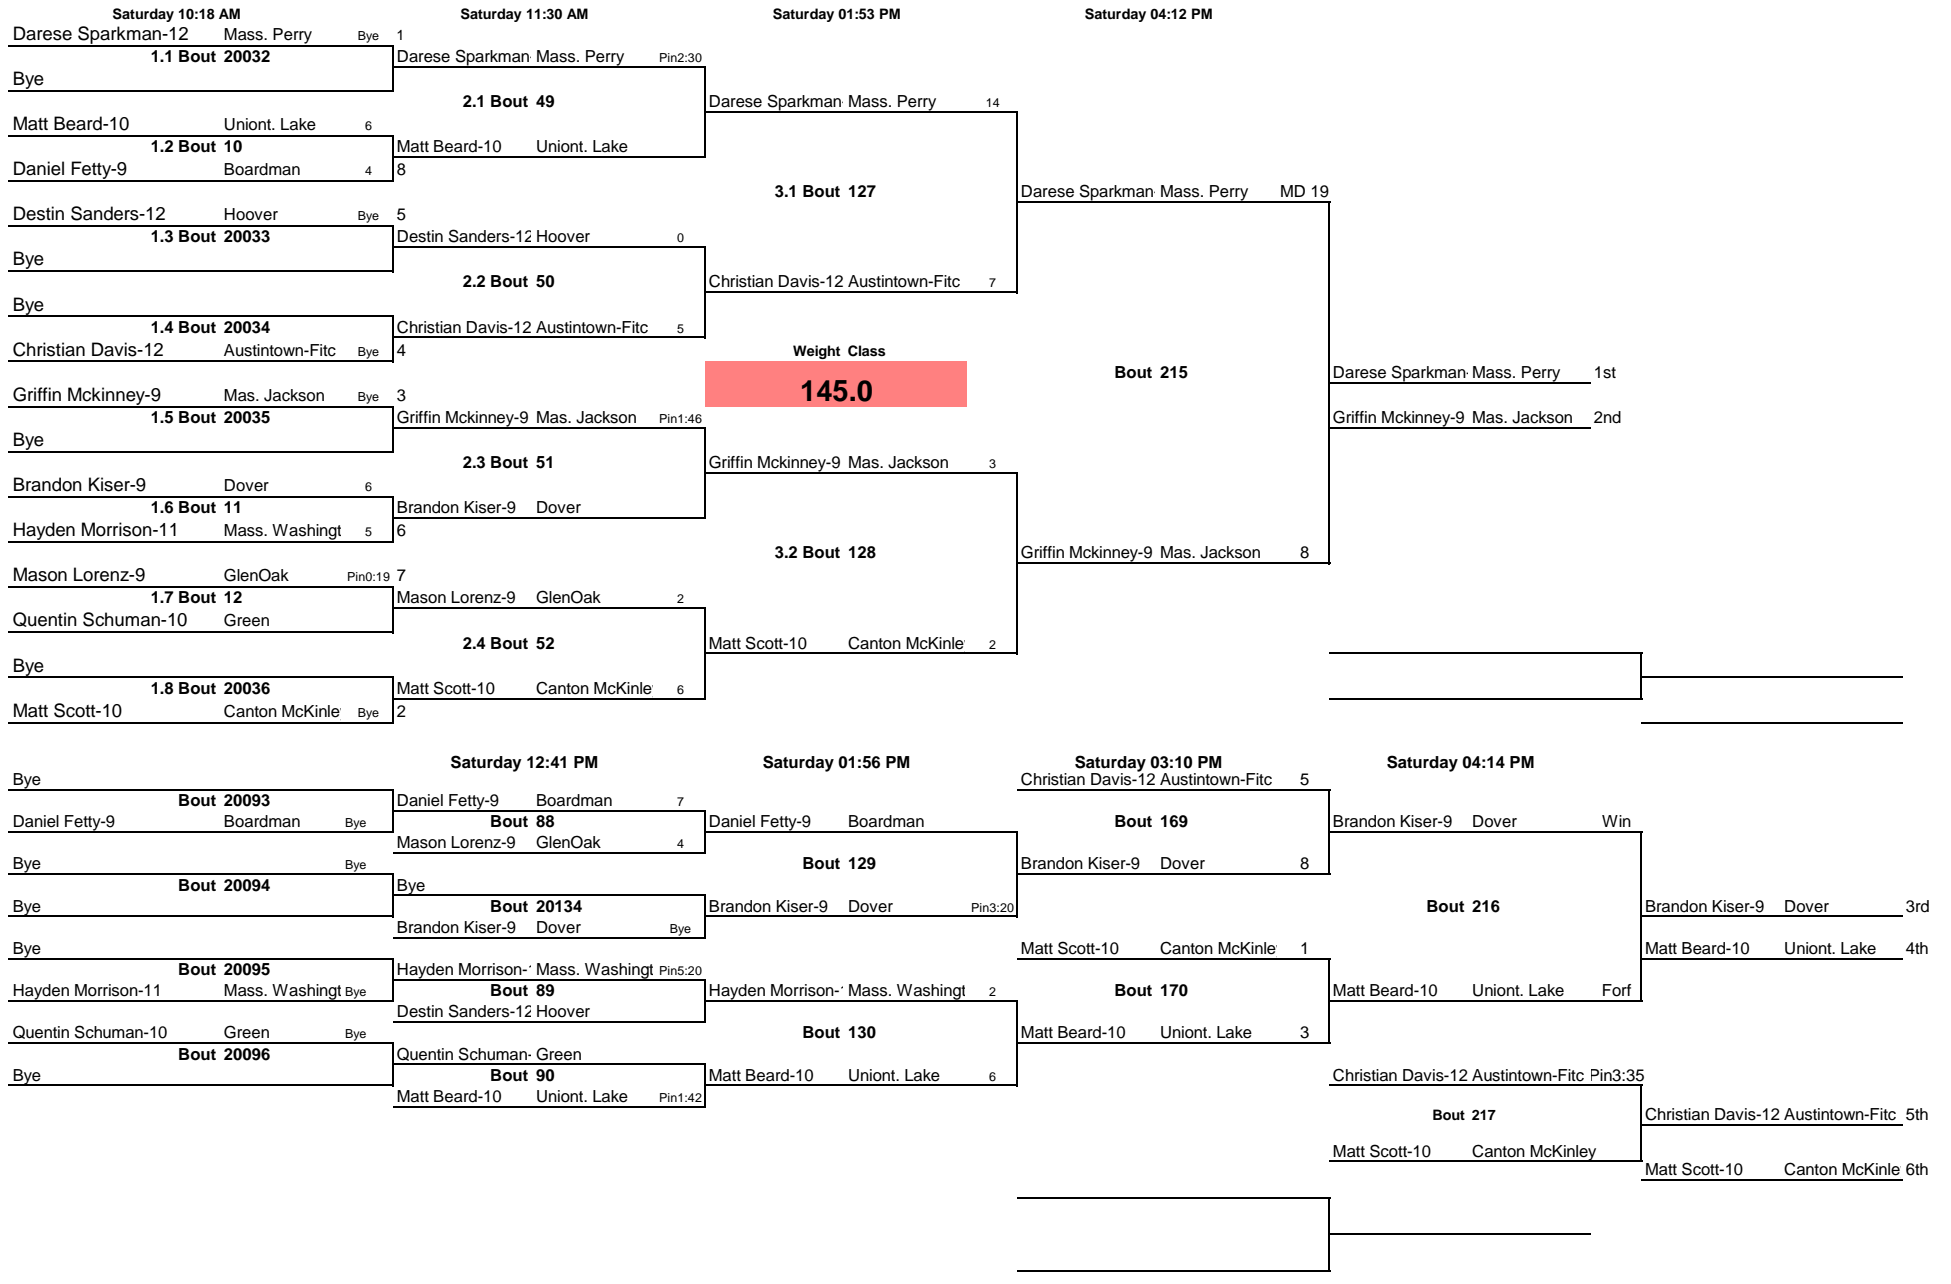 Saturday 10:18 AM Saturday 11:30 AM Saturday 01:53 PM Saturday 04:12 PM
Darese Sparkman-12 Mass. Perry Bye 1
1.1 Bout 20032 Darese Sparkman- Mass. Perry Pin2:30
Bye
2.1 Bout 49 Darese Sparkman- Mass. Perry 14
Matt Beard-10 Uniont. Lake 6
1.2 Bout 10 Matt Beard-10 Uniont. Lake
Daniel Fetty-9 Boardman 4 8
3.1 Bout 127 Darese Sparkman- Mass. Perry MD 19
Destin Sanders-12 Hoover Bye 5
1.3 Bout 20033 Destin Sanders-12 Hoover 0
Bye
2.2 Bout 50 Christian Davis-12 Austintown-Fitc 7
Bye
1.4 Bout 20034 Christian Davis-12 Austintown-Fitc 5
Christian Davis-12 Austintown-Fitc Bye 4 Weight Class
Bout 215 Darese Sparkman- Mass. Perry 1st
Griffin Mckinney-9 Mas. Jackson Bye 3 145.0
1.5 Bout 20035 Griffin Mckinney-9 Mas. Jackson Pin1:46 Griffin Mckinney-9 Mas. Jackson 2nd
Bye
2.3 Bout 51 Griffin Mckinney-9 Mas. Jackson 3
Brandon Kiser-9 Dover 6
1.6 Bout 11 Brandon Kiser-9 Dover
Hayden Morrison-11 Mass. Washingt 5 6
3.2 Bout 128 Griffin Mckinney-9 Mas. Jackson 8
Mason Lorenz-9 GlenOak Pin0:19 7
1.7 Bout 12 Mason Lorenz-9 GlenOak 2
Quentin Schuman-10 Green
2.4 Bout 52 Matt Scott-10 Canton McKinle 2
Bye
1.8 Bout 20036 Matt Scott-10 Canton McKinle 6
Matt Scott-10 Canton McKinle Bye 2
Saturday 12:41 PM Saturday 01:56 PM Saturday 03:10 PM Saturday 04:14 PM
Bye Christian Davis-12 Austintown-Fitc 5
Bout 20093 Daniel Fetty-9 Boardman 7
Daniel Fetty-9 Boardman Bye Bout 88 Daniel Fetty-9 Boardman Bout 169 Brandon Kiser-9 Dover Win
Mason Lorenz-9 GlenOak 4
Bye Bye Bout 129 Brandon Kiser-9 Dover 8
Bout 20094 Bye
Bye Bout 20134 Brandon Kiser-9 Dover Pin3:20 Bout 216 Brandon Kiser-9 Dover 3rd
Brandon Kiser-9 Dover Bye
Bye Matt Scott-10 Canton McKinle 1 Matt Beard-10 Uniont. Lake 4th
Bout 20095 Hayden Morrison- Mass. Washingt Pin5:20
Hayden Morrison-11 Mass. Washingt Bye Bout 89 Hayden Morrison- Mass. Washingt 2 Bout 170 Matt Beard-10 Uniont. Lake Forf
Destin Sanders-12 Hoover
Quentin Schuman-10 Green Bye Bout 130 Matt Beard-10 Uniont. Lake 3
Bout 20096 Quentin Schuman- Green
Bye Bout 90 Matt Beard-10 Uniont. Lake 6 Christian Davis-12 Austintown-Fitc Pin3:35
Matt Beard-10 Uniont. Lake Pin1:42
Bout 217 Christian Davis-12 Austintown-Fitc 5th
Matt Scott-10 Canton McKinley
Matt Scott-10 Canton McKinle 6th